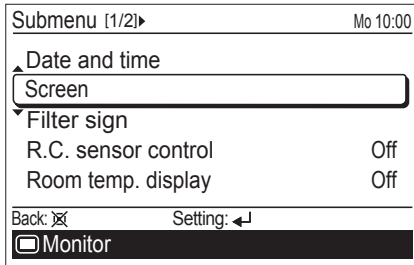 Submenu [1/2] Mo 10:00
Date and time
Screen
Filter sign
R.C. sensor control Off
Room temp. display Off
Back: Setting:
Monitor